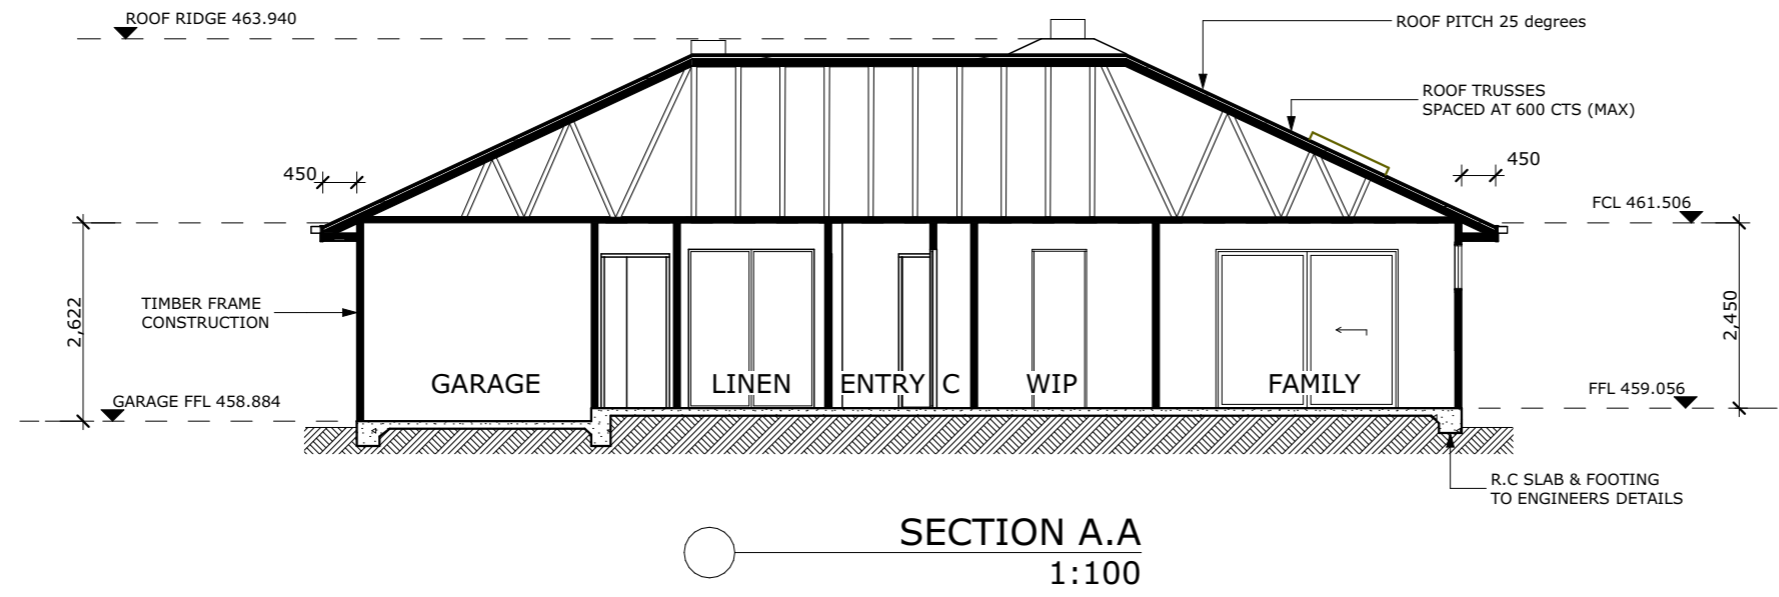 ROOF RIDGE 463.940
ROOF PITCH 25 degrees
ROOF TRUSSES
SPACED AT 600 CTS (MAX)
450
450
FCL 461.506
TIMBER FRAME
CONSTRUCTION
2,622
2,450
GARAGE
LINEN
ENTRY
C
WIP
FAMILY
GARAGE FFL 458.884
FFL 459.056
R.C SLAB & FOOTING
TO ENGINEERS DETAILS
SECTION A.A
1:100